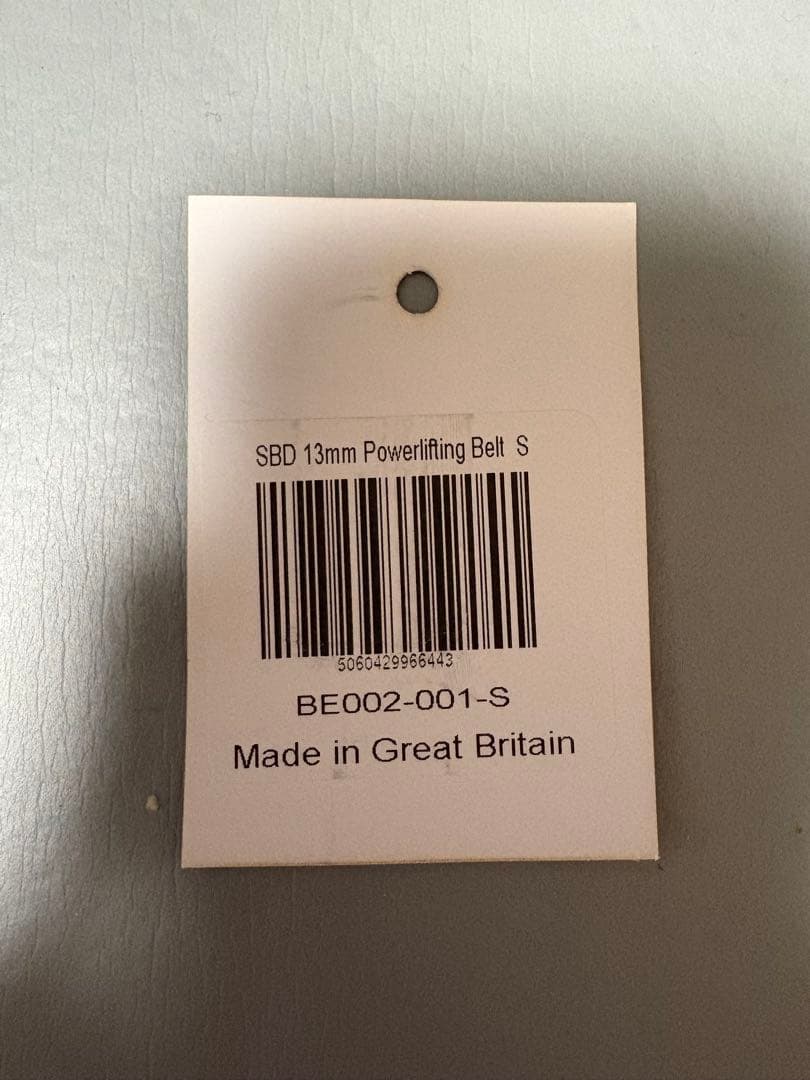 SBD 13mm Powerlifting Belt S
5060429966443
BE002-001-S
Made in Great Britain